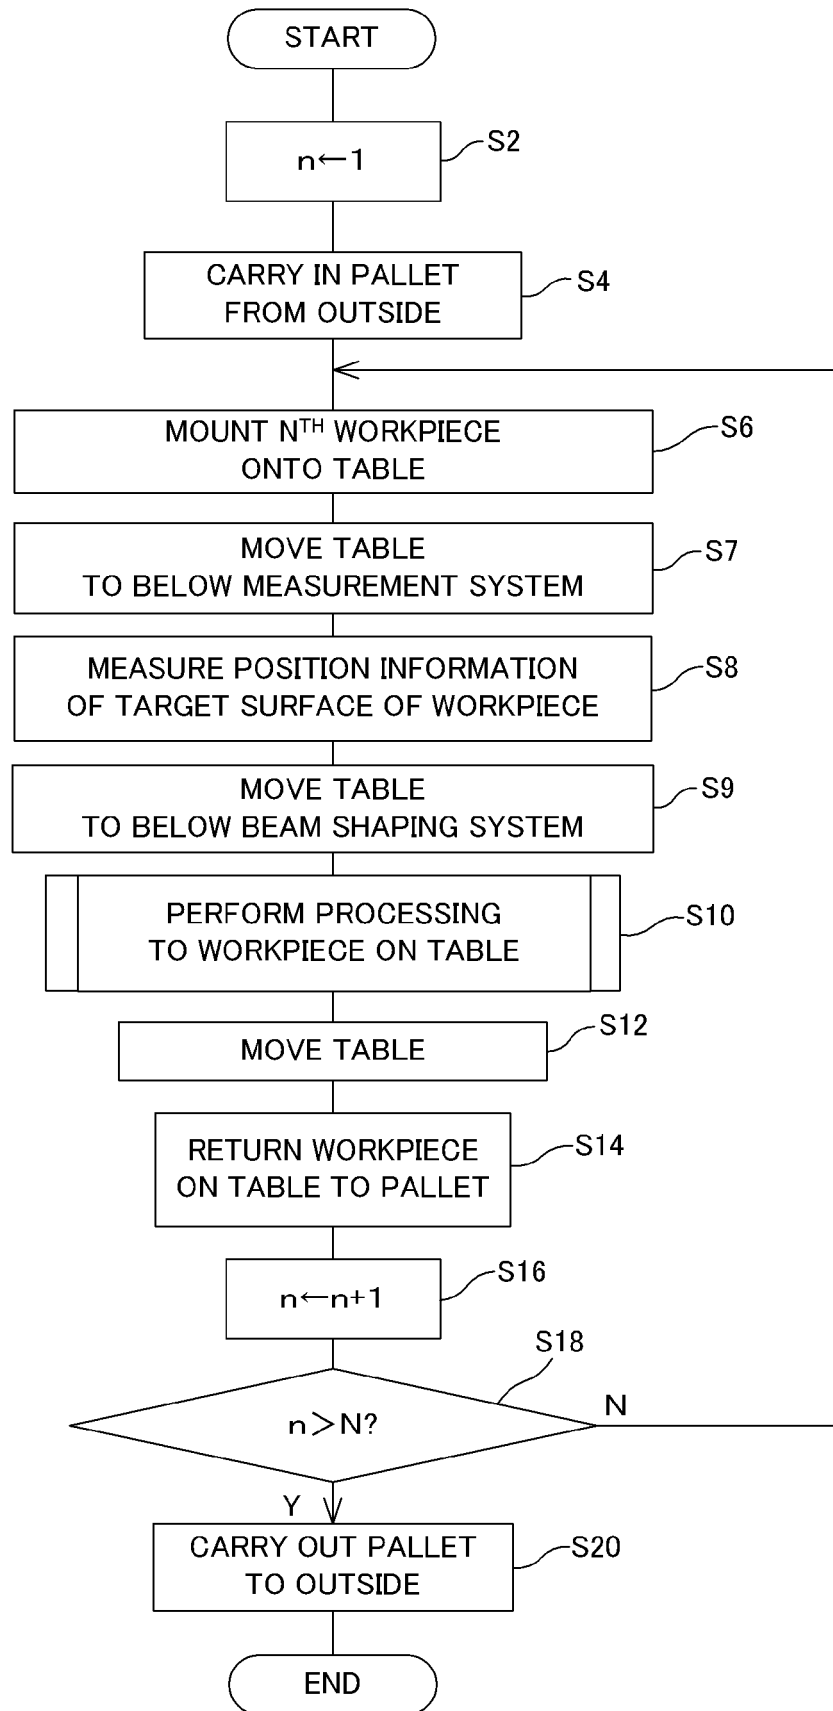 START
n←1
S2
CARRY IN PALLET
FROM OUTSIDE
S4
MOUNT Nᵀᴴ WORKPIECE
ONTO TABLE
S6
MOVE TABLE
TO BELOW MEASUREMENT SYSTEM
S7
MEASURE POSITION INFORMATION
OF TARGET SURFACE OF WORKPIECE
S8
MOVE TABLE
TO BELOW BEAM SHAPING SYSTEM
S9
PERFORM PROCESSING
TO WORKPIECE ON TABLE
S10
MOVE TABLE
S12
RETURN WORKPIECE
ON TABLE TO PALLET
S14
n←n+1
S16
n>N?
S18
N
Y
CARRY OUT PALLET
TO OUTSIDE
S20
END